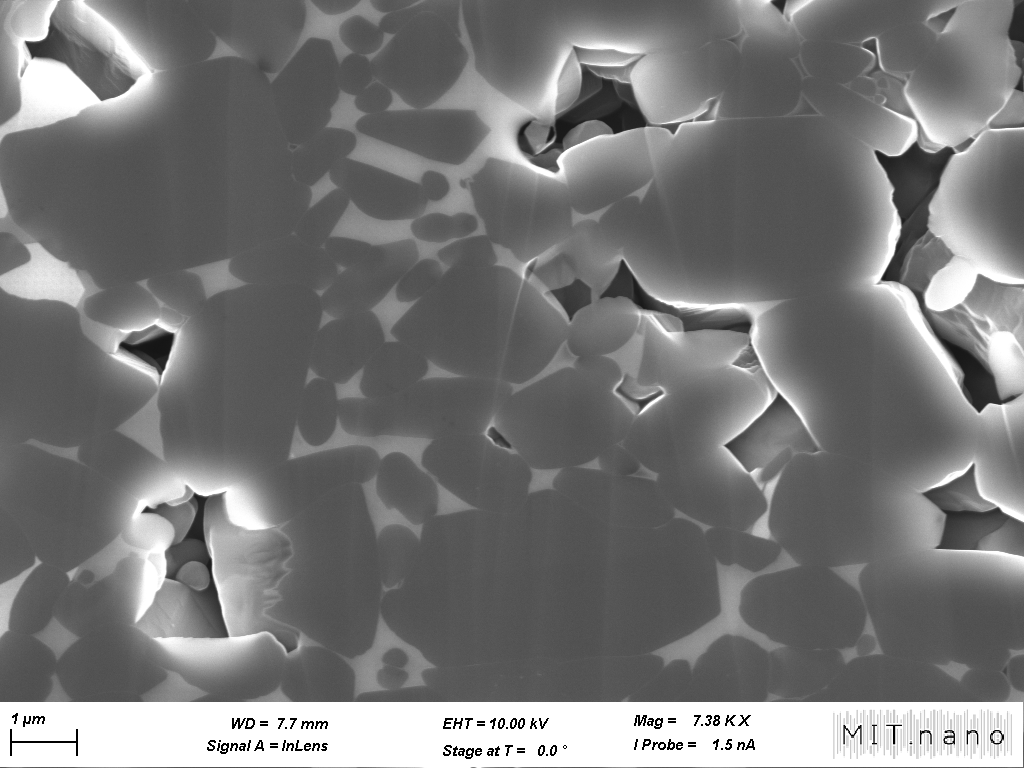 1 µm
WD = 7.7 mm
Signal A = InLens
EHT = 10.00 kV
Stage at T = 0.0 °
Mag = 7.38 K X
I Probe = 1.5 nA
MIT.nano